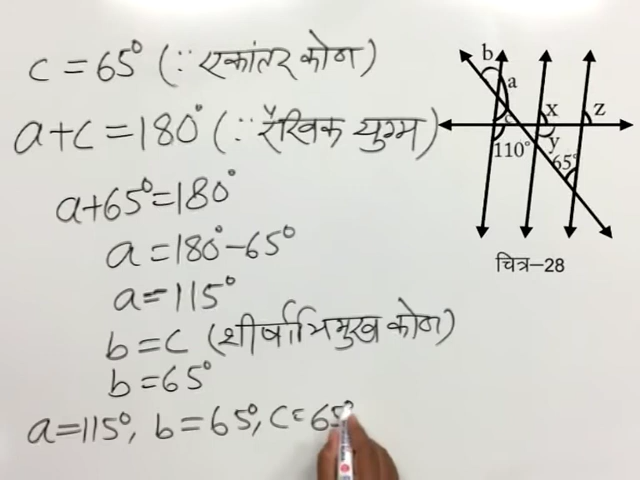 c = 65° (∵ एकांतर कोण)
a + c = 180° (∵ रैखिक युग्म)
a + 65° = 180°
a = 180° − 65°
a = 115°
b = c (शीर्षाभिमुख कोण)
b = 65°
a = 115°, b = 65°, c = 65°
b
a
c
x
z
110°
y
65°
चित्र–28